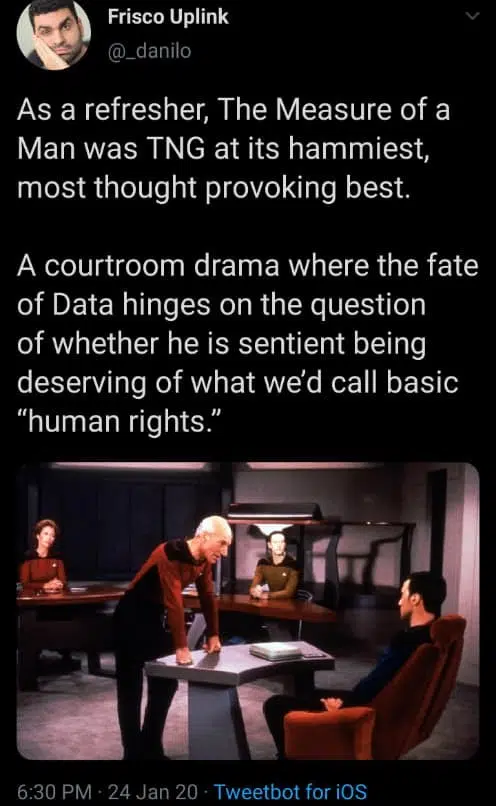 Frisco Uplink
@_danilo
As a refresher, The Measure of a
Man was TNG at its hammiest,
most thought provoking best.
A courtroom drama where the fate
of Data hinges on the question
of whether he is sentient being
deserving of what we’d call basic
“human rights.”
6:30 PM · 24 Jan 20 · Tweetbot for iOS